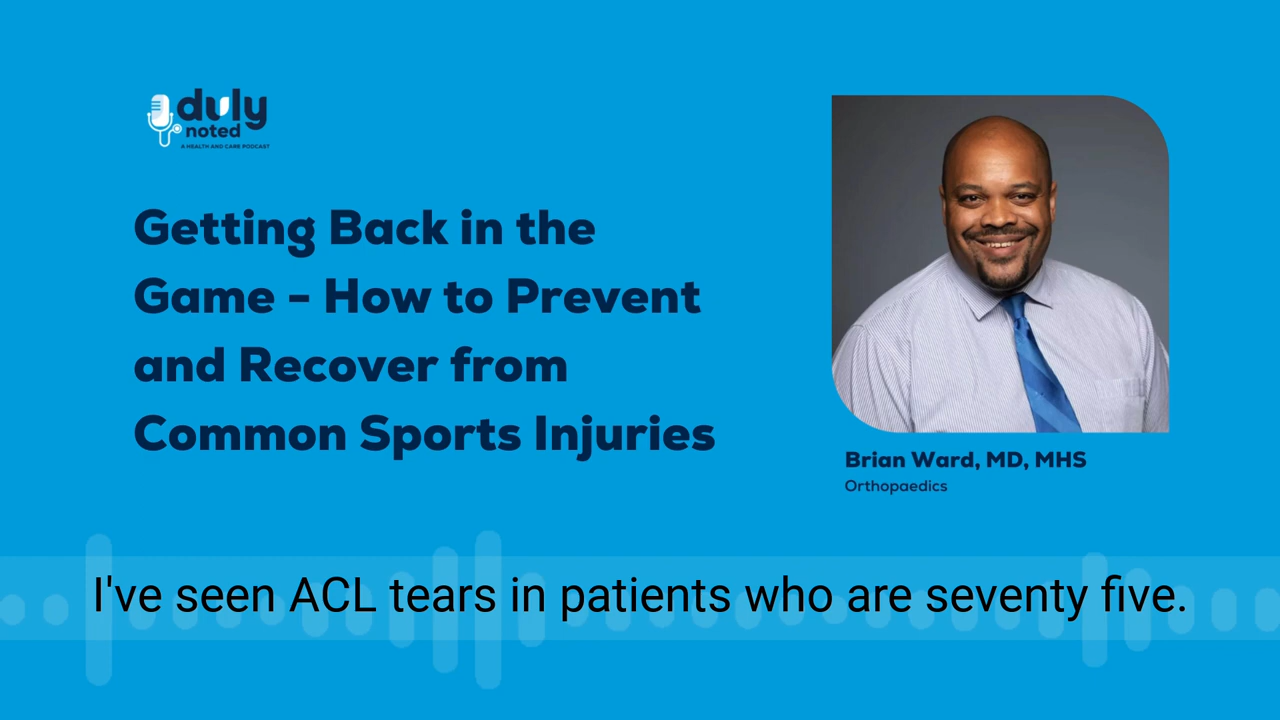 duly
noted
A HEALTH AND CARE PODCAST
Getting Back in the
Game - How to Prevent
and Recover from
Common Sports Injuries
Brian Ward, MD, MHS
Orthopaedics
I've seen ACL tears in patients who are seventy five.